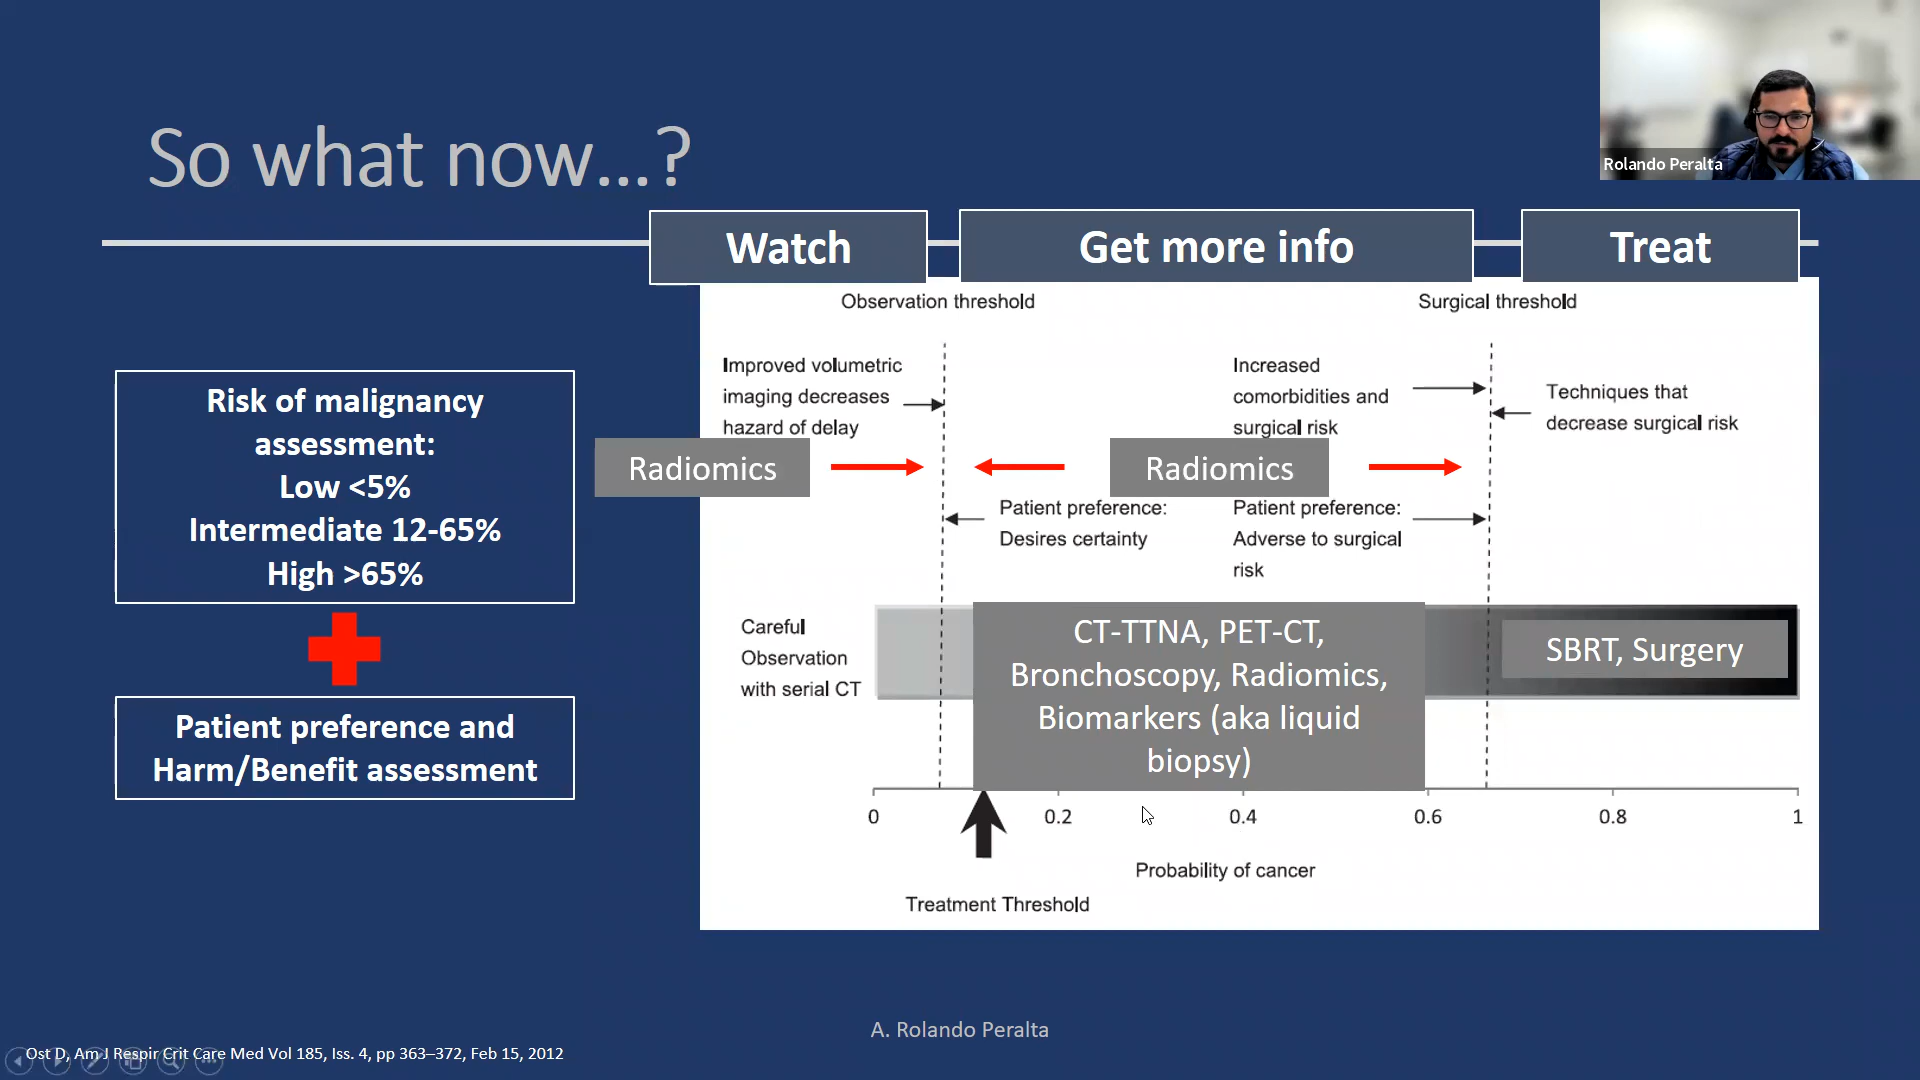 Rolando Peralta
So what now...?
Watch
Get more info
Treat
Observation threshold
Surgical threshold
Improved volumetric
imaging decreases
hazard of delay
Increased
comorbidities and
surgical risk
Techniques that
decrease surgical risk
Risk of malignancy
assessment:
Low <5%
Intermediate 12-65%
High >65%
Radiomics
Radiomics
Patient preference:
Desires certainty
Patient preference:
Adverse to surgical
risk
Patient preference and
Harm/Benefit assessment
Careful
Observation
with serial CT
CT-TTNA, PET-CT,
Bronchoscopy, Radiomics,
Biomarkers (aka liquid
biopsy)
SBRT, Surgery
0
0.2
0.4
0.6
0.8
1
Probability of cancer
Treatment Threshold
A. Rolando Peralta
Ost D, Am J Respir Crit Care Med Vol 185, Iss. 4, pp 363–372, Feb 15, 2012